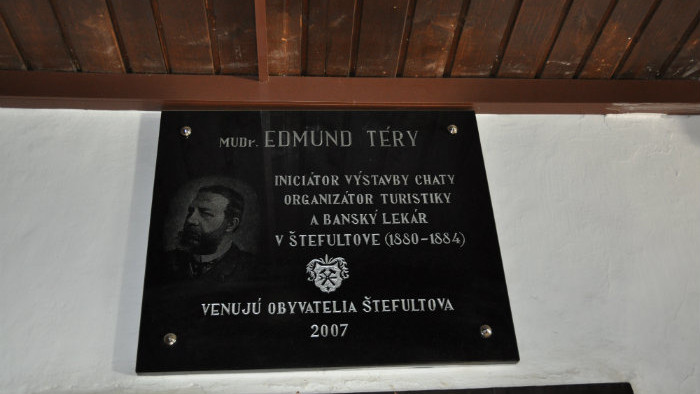 MUDr. EDMUND TÉRY
INICIÁTOR VÝSTAVBY CHATY
ORGANIZÁTOR TURISTIKY
A BANSKÝ LEKÁR
V ŠTEFULTOVE (1880-1884)
VENUJÚ OBYVATELIA ŠTEFULTOVA
2007